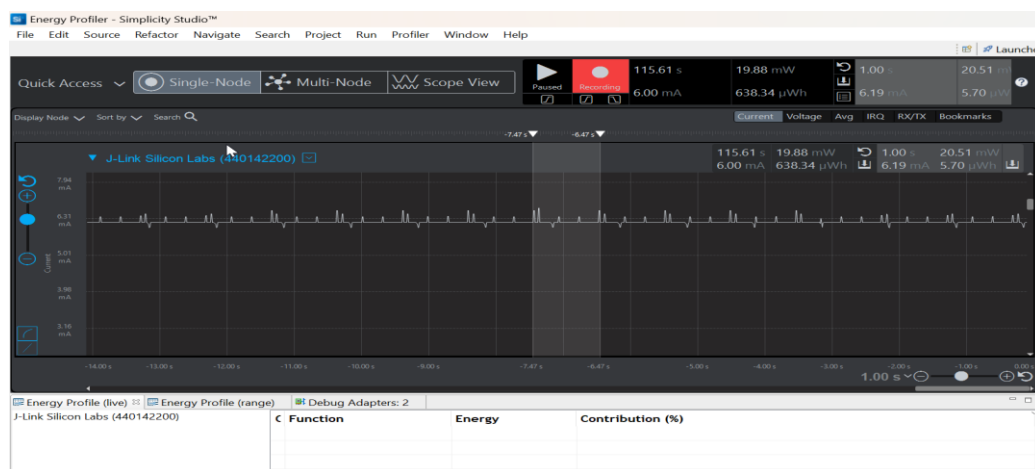 Energy Profiler - Simplicity Studio™
File Edit Source Refactor Navigate Search Project Run Profiler Window Help
Launche
Quick Access Single-Node Multi-Node Scope View Paused Recording 115.61 s 19.88 mW 1.00 s 20.51 m
6.00 mA 638.34 µWh 6.19 mA 5.70 µW
Display Node Sort by Search Current Voltage Avg IRQ RX/TX Bookmarks
-7.47 s -6.47 s
J-Link Silicon Labs (440142200) 115.61 s 19.88 mW 1.00 s 20.51 mW
6.00 mA 638.34 µWh 6.19 mA 5.70 µWh
7.94 mA
6.31 mA
5.01 mA
Current
3.98 mA
3.16 mA
-14.00 s -13.00 s -12.00 s -11.00 s -10.00 s -9.00 s -7.47 s -6.47 s -5.00 s -4.00 s -3.00 s -2.00 s -1.00 s 0.00 s
1.00 s
Energy Profile (live) Energy Profile (range) Debug Adapters: 2
J-Link Silicon Labs (440142200) Function Energy Contribution (%)